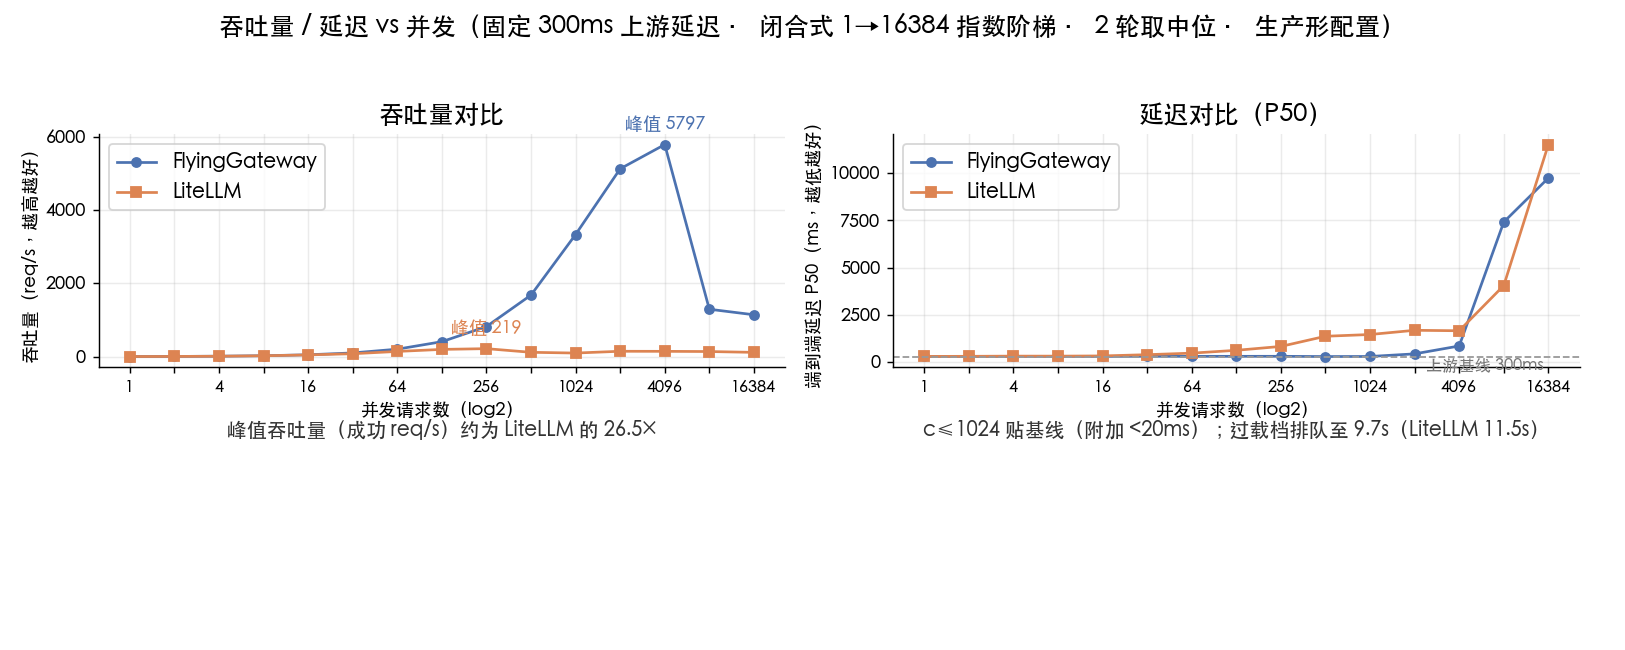 吞吐量 / 延迟 vs 并发（固定 300ms 上游延迟 · 闭合式 1→16384 指数阶梯 · 2 轮取中位 · 生产形配置）
吞吐量对比
峰值 5797
FlyingGateway
LiteLLM
峰值 219
吞吐量（req/s，越高越好）
6000
4000
2000
0
1
4
16
64
256
1024
4096
16384
并发请求数（log2）
峰值吞吐量（成功 req/s）约为 LiteLLM 的 26.5×
延迟对比（P50）
FlyingGateway
LiteLLM
端到端延迟 P50（ms，越低越好）
10000
7500
5000
2500
0
上游基线 300ms
1
4
16
64
256
1024
4096
16384
并发请求数（log2）
c≤1024 贴基线（附加 <20ms）；过载档排队至 9.7s（LiteLLM 11.5s）